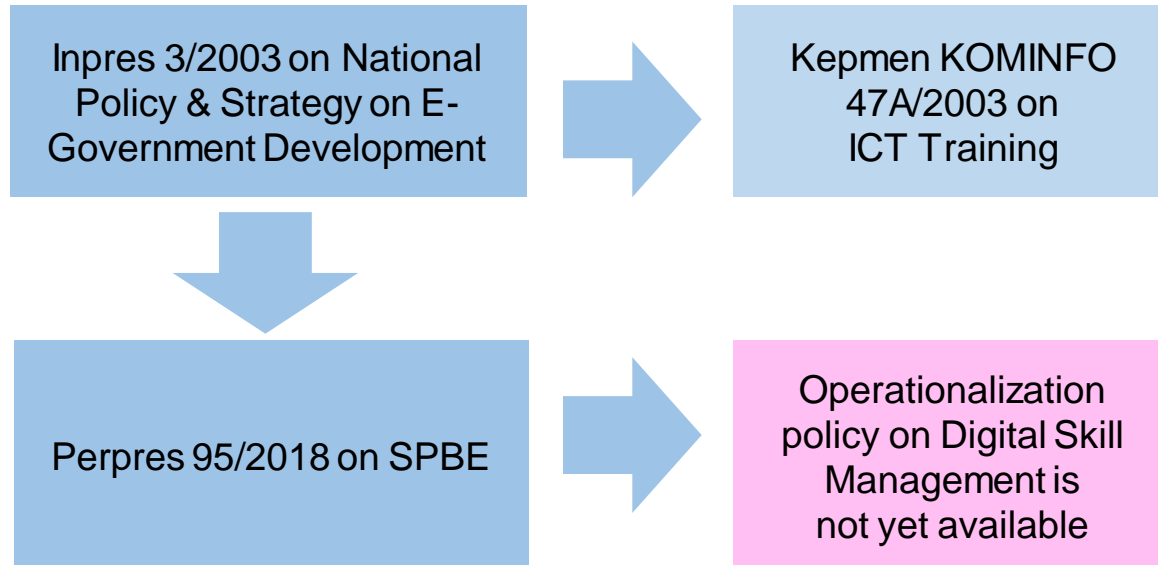 Inpres 3/2003 on National
Policy & Strategy on E-
Government Development
Kepmen KOMINFO
47A/2003 on
ICT Training
Perpres 95/2018 on SPBE
Operationalization
policy on Digital Skill
Management is
not yet available